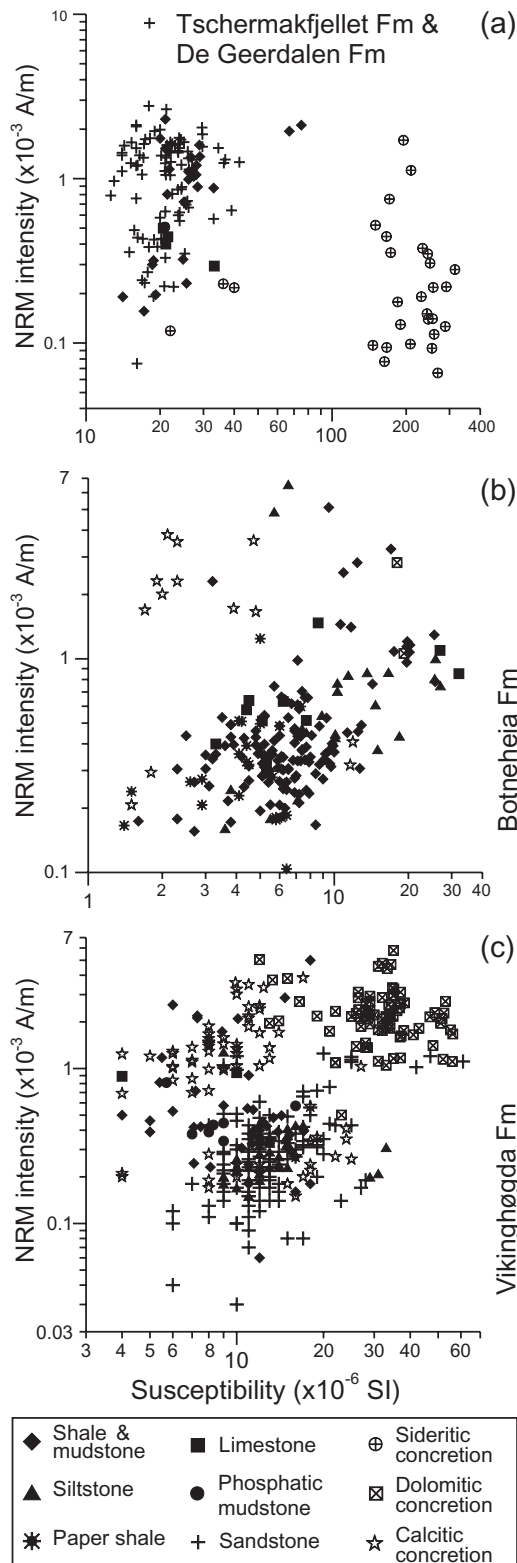 (a)
Tschermakfjellet Fm &
De Geerdalen Fm
NRM intensity (x10⁻³ A/m)
10
1
0.1
10 20 30 40 100 200 400
(b)
NRM intensity (x10⁻³ A/m)
7
1
0.1
1 2 3 4 6 10 20 30 40
Botneheia Fm
(c)
NRM intensity (x10⁻³ A/m)
7
1
0.1
0.03
3 4 5 6 8 10 20 30 40 60
Vikinghøgda Fm
Susceptibility (x10⁻⁶ SI)
Shale &
mudstone
Siltstone
Paper shale
Limestone
Phosphatic
mudstone
Sandstone
Sideritic
concretion
Dolomitic
concretion
Calcitic
concretion